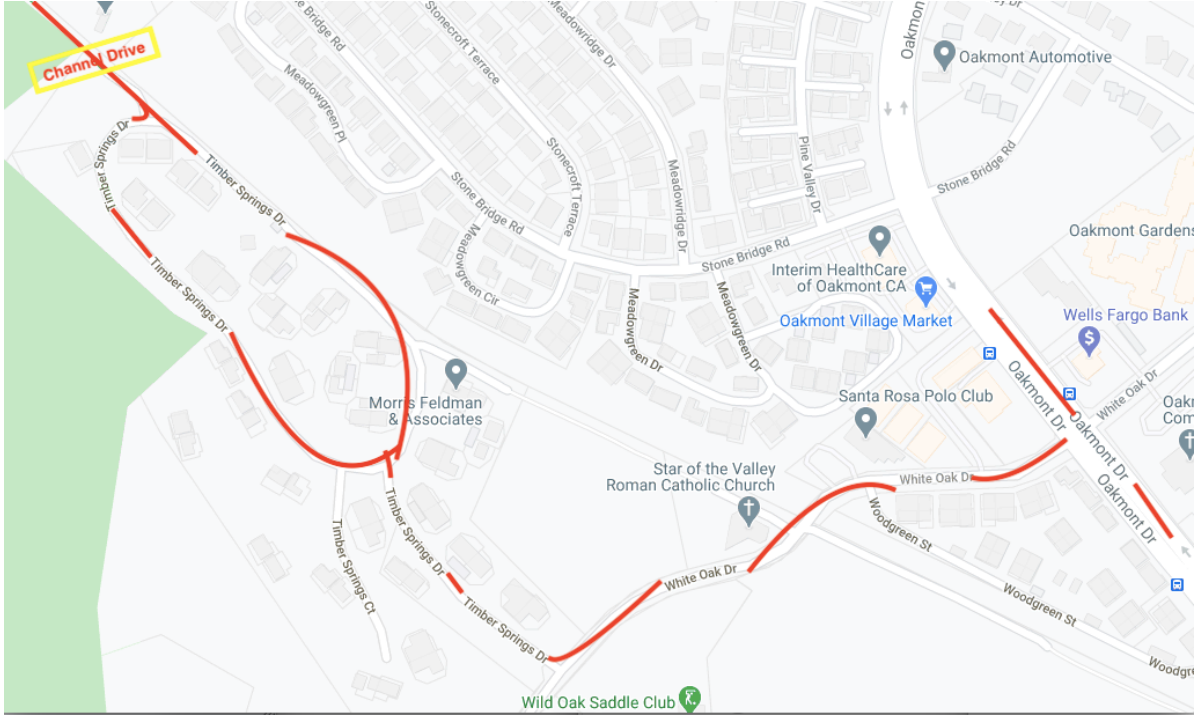 Stone Bridge Rd
Meadowridge Dr
Oakmont
Channel Drive
Stonecroft Terrace
Oakmont Automotive
Meadowgreen Pl
Timber Springs Dr
Timber Springs Dr
Pine Valley Dr
Stone Bridge Rd
Stone Bridge Rd
Stonecroft Terrace
Meadowridge Dr
Meadowgreen Cir
Stone Bridge Rd
Oakmont Gardens
Interim HealthCare
of Oakmont CA
Timber Springs Dr
Meadowgreen Dr
Meadowgreen Dr
Oakmont Village Market
Wells Fargo Bank
$
Oakmont Dr
White Oak Dr
Morris Feldman
& Associates
Santa Rosa Polo Club
Oakmont Dr
Star of the Valley
Roman Catholic Church
White Oak Dr
Oakmont Dr
Timber Springs Dr
Timber Springs Ct
Woodgreen St
White Oak Dr
Timber Springs Dr
Woodgreen St
Wild Oak Saddle Club